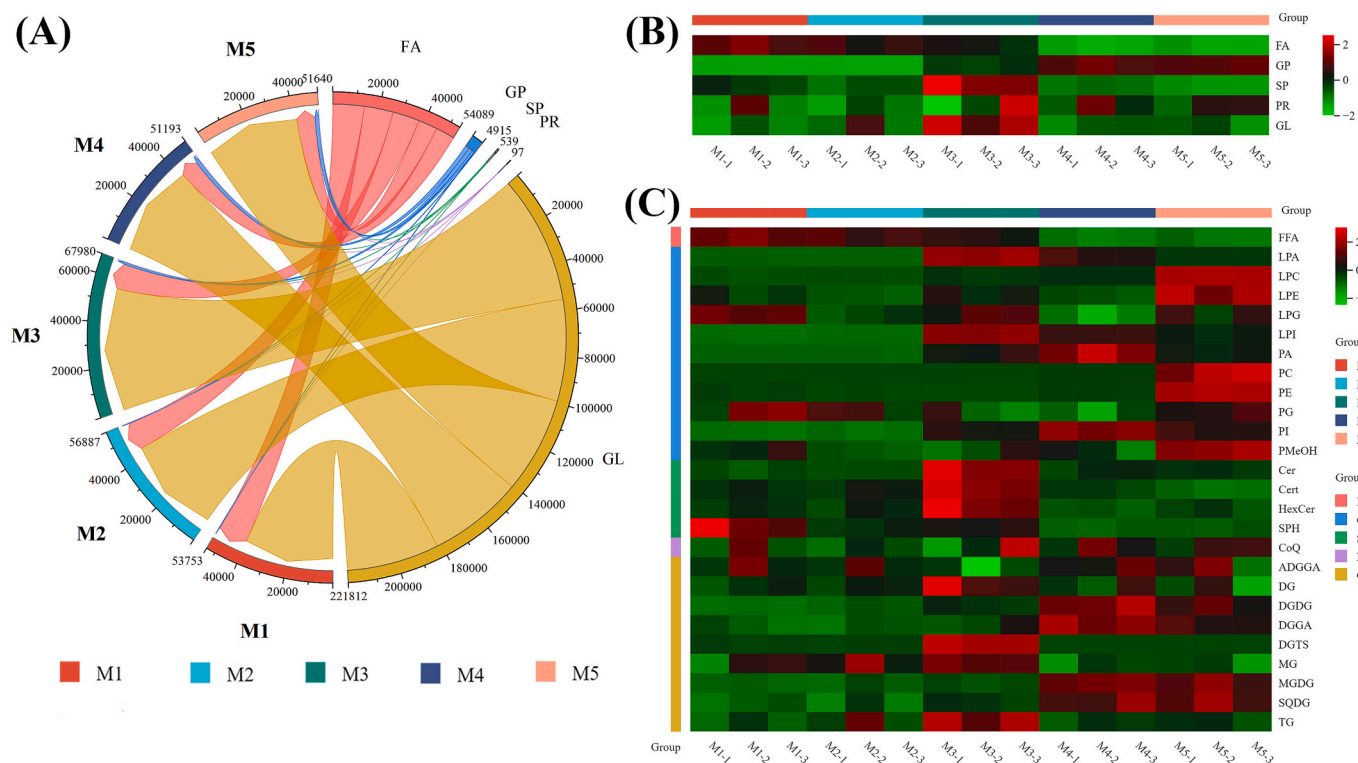 (A)
M5
FA
GP
SP
PR
M4
M3
M2
M1
GL
20000
40000
51640
20000
40000
54089
4915
539
97
20000
40000
60000
80000
100000
120000
140000
160000
180000
200000
221812
20000
40000
53753
20000
40000
56887
20000
40000
60000
67980
20000
40000
51193
M1
M2
M3
M4
M5
(B)
Group
FA
GP
SP
PR
GL
2
1
0
−1
−2
M1-1
M1-2
M1-3
M2-1
M2-2
M2-3
M3-1
M3-2
M3-3
M4-1
M4-2
M4-3
M5-1
M5-2
M5-3
(C)
Group
FFA
LPA
LPC
LPE
LPG
LPI
PA
PC
PE
PG
PI
PMeOH
Cer
Cert
HexCer
SPH
CoQ
ADGGA
DG
DGDG
DGGA
DGTS
MG
MGDG
SQDG
TG
Group
M1-1
M1-2
M1-3
M2-1
M2-2
M2-3
M3-1
M3-2
M3-3
M4-1
M4-2
M4-3
M5-1
M5-2
M5-3
2
1
0
Grou
Grou